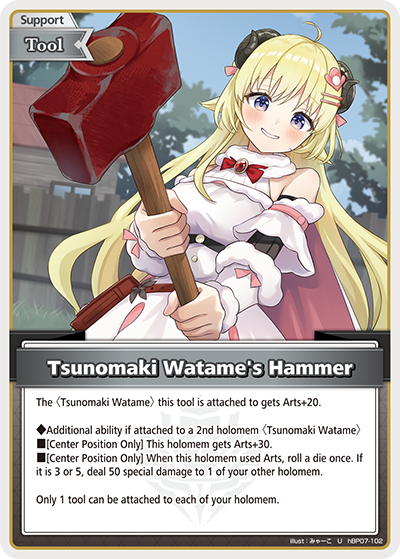 Support
Tool
Tsunomaki Watame's Hammer
The 〈Tsunomaki Watame〉 this tool is attached to gets Arts+20.
◆Additional ability if attached to a 2nd holomem 〈Tsunomaki Watame〉
■[Center Position Only] This holomem gets Arts+30.
■[Center Position Only] When this holomem used Arts, roll a die once. If
it is 3 or 5, deal 50 special damage to 1 of your other holomem.
Only 1 tool can be attached to each of your holomem.
illust：みゃーこ U hBP07-102